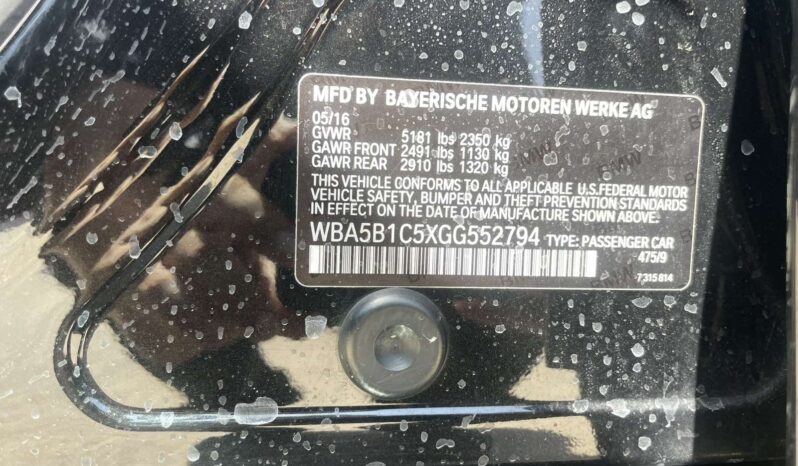 MFD BY BAYERISCHE MOTOREN WERKE AG
05/16
GVWR 5181 lbs 2350 kg
GAWR FRONT 2491 lbs 1130 kg
GAWR REAR 2910 lbs 1320 kg
THIS VEHICLE CONFORMS TO ALL APPLICABLE U.S.FEDERAL MOTOR
VEHICLE SAFETY, BUMPER AND THEFT PREVENTION STANDARDS
IN EFFECT ON THE DATE OF MANUFACTURE SHOWN ABOVE.
WBA5B1C5XGG552794 TYPE: PASSENGER CAR
475/9
7 315 814